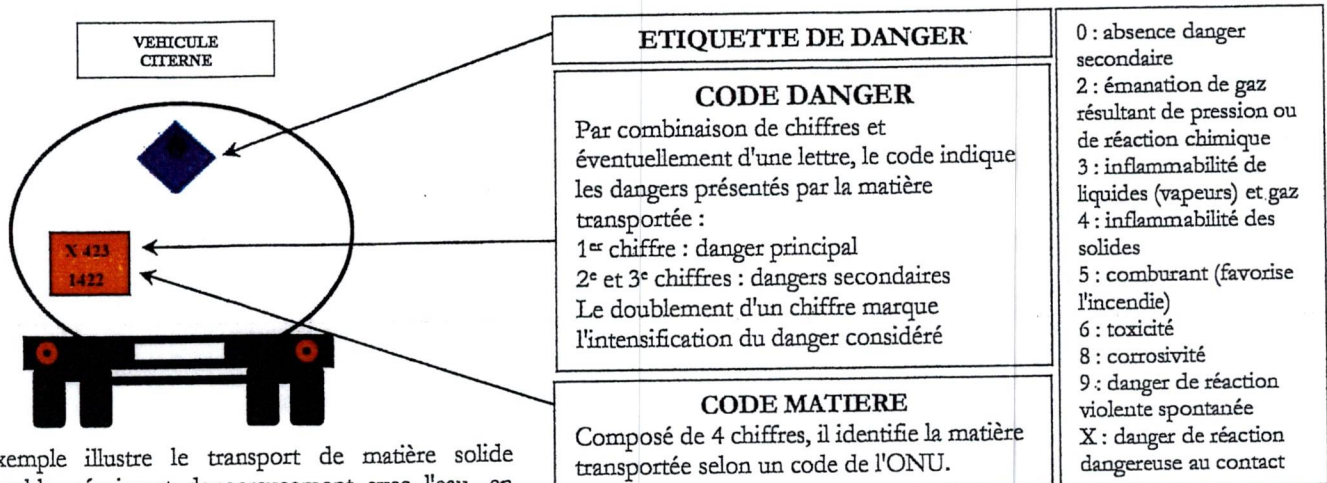 VEHICULE
CITERNE
X 423
1422
ETIQUETTE DE DANGER
CODE DANGER
Par combinaison de chiffres et
éventuellement d'une lettre, le code indique
les dangers présentés par la matière
transportée :
1er chiffre : danger principal
2e et 3e chiffres : dangers secondaires
Le doublement d'un chiffre marque
l'intensification du danger considéré
CODE MATIERE
Composé de 4 chiffres, il identifie la matière
transportée selon un code de l'ONU.
0 : absence danger
secondaire
2 : émanation de gaz
résultant de pression ou
de réaction chimique
3 : inflammabilité de
liquides (vapeurs) et gaz
4 : inflammabilité des
solides
5 : comburant (favorise
l'incendie)
6 : toxicité
8 : corrosivité
9 : danger de réaction
violente spontanée
X : danger de réaction
dangereuse au contact
illustre le transport de matière solide